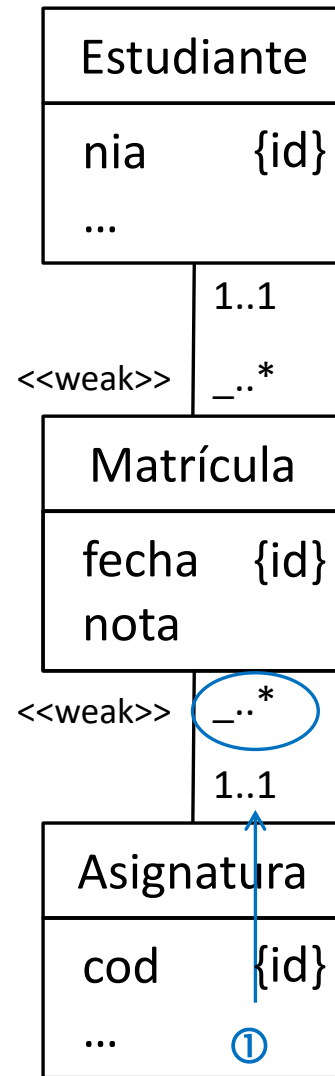 Estudiante
nia {id}
...
1..1
<<weak>> _..*
Matrícula
fecha {id}
nota
<<weak>> _..*
1..1
Asignatura
cod {id}
... ①